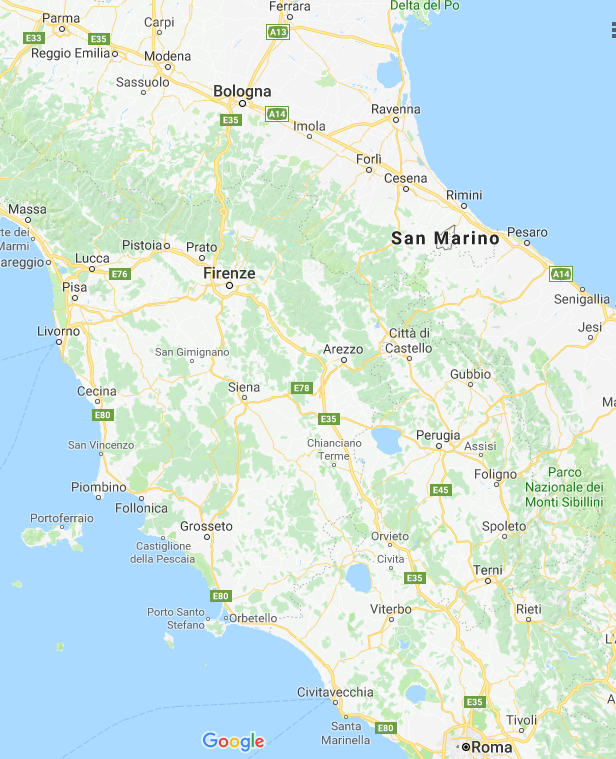 Ferrara
Delta del Po
Parma
Carpi
A13
E33
E35
Reggio Emilia
Modena
Sassuolo
Bologna
A14
Ravenna
E35
Imola
Forlì
Cesena
Rimini
Massa
San Marino
Pesaro
rte dei
Marmi
Pistoia
Prato
areggio
Lucca
E76
Firenze
A14
Pisa
Senigallia
Livorno
Jesi
San Gimignano
Arezzo
Città di
Castello
Gubbio
Cecina
Siena
E78
Ma
E80
E35
San Vincenzo
Chianciano
Terme
Perugia
Assisi
Foligno
Parco
Nazionale dei
Monti Sibillini
Piombino
Follonica
E45
Portoferraio
Grosseto
Spoleto
Castiglione
della Pescaia
Orvieto
Civita
Terni
E35
E80
Porto Santo
Stefano
Orbetello
Viterbo
Rieti
L'
Civitavecchia
E35
Santa
Marinella
E80
Tivoli
Google
Roma